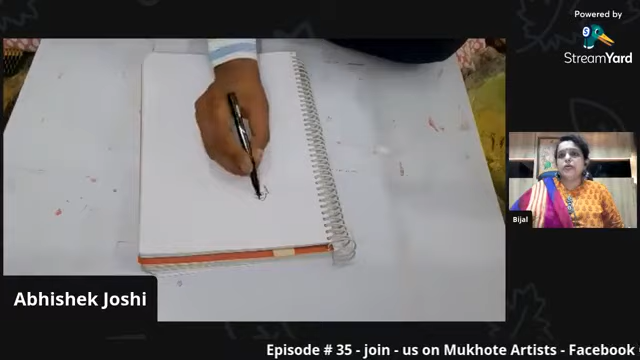 Powered by
StreamYard
Bijal
Abhishek Joshi
Episode # 35 - join - us on Mukhote Artists - Facebook